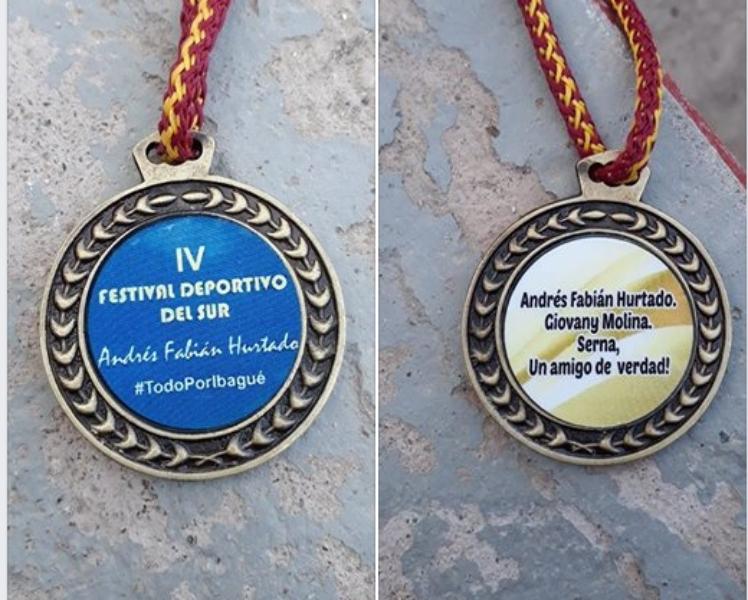 IV
FESTIVAL DEPORTIVO
DEL SUR
Andrés Fabián Hurtado
#TodoPorIbagué
Andrés Fabián Hurtado.
Giovany Molina.
Serna,
Un amigo de verdad!